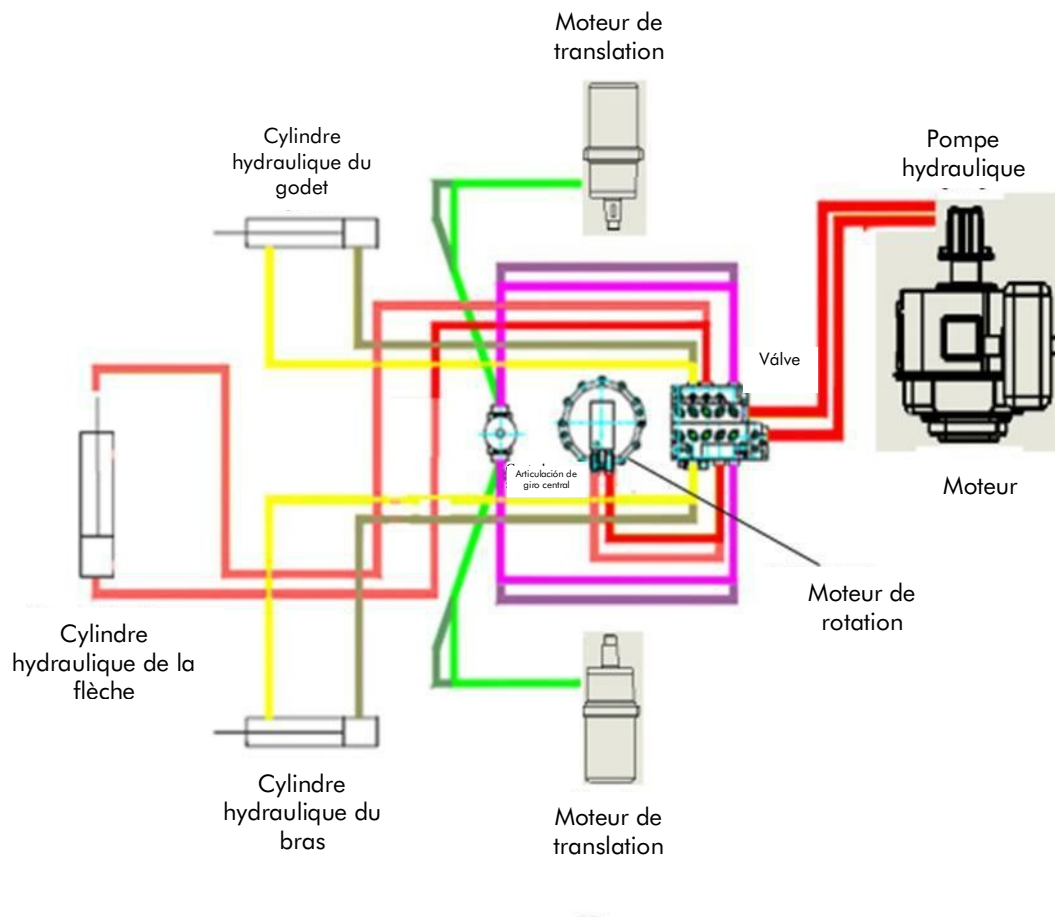 Moteur de
translation
Cylindre
hydraulique du
godet
Pompe
hydraulique
Válve
Articulación de
giro central
Moteur
Moteur de
rotation
Cylindre
hydraulique de la
flèche
Cylindre
hydraulique du
bras
Moteur de
translation